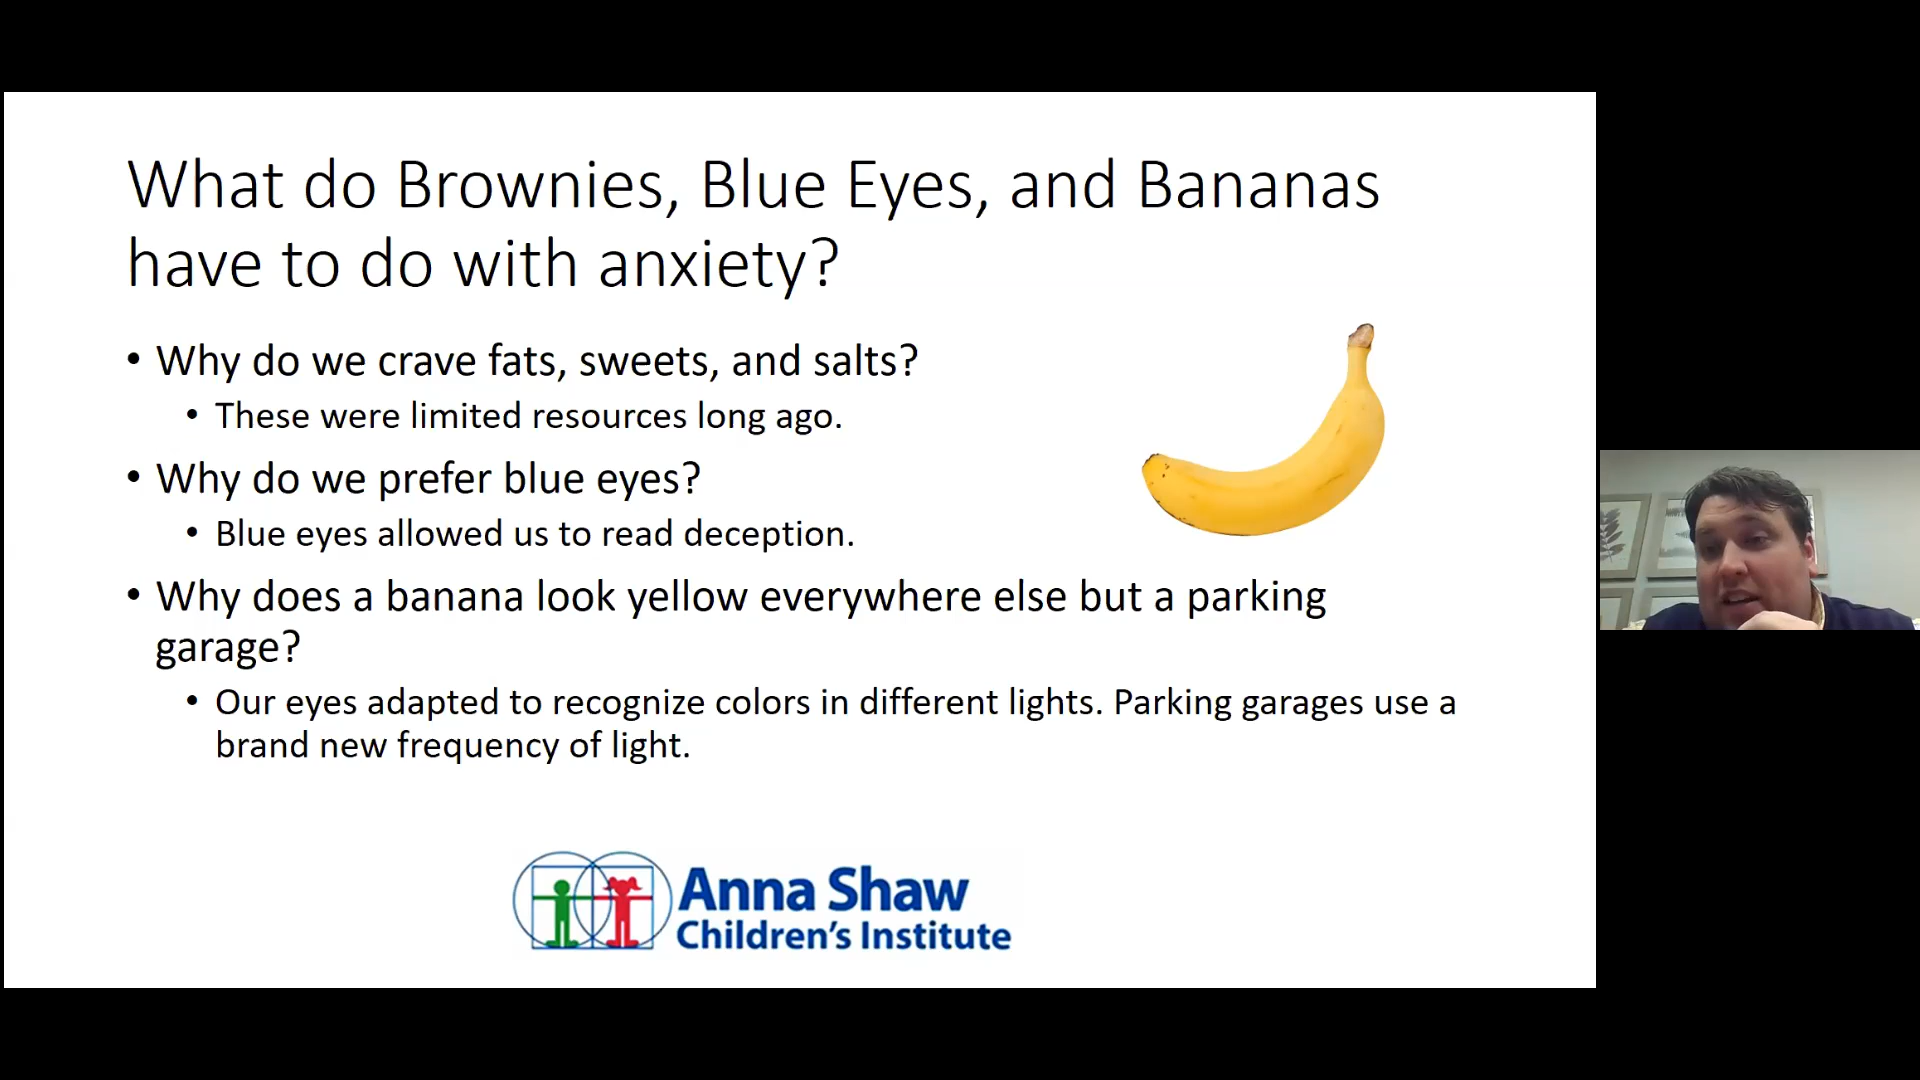 What do Brownies, Blue Eyes, and Bananas
have to do with anxiety?
• Why do we crave fats, sweets, and salts?
• These were limited resources long ago.
• Why do we prefer blue eyes?
• Blue eyes allowed us to read deception.
• Why does a banana look yellow everywhere else but a parking
garage?
• Our eyes adapted to recognize colors in different lights. Parking garages use a
brand new frequency of light.
Anna Shaw
Children's Institute